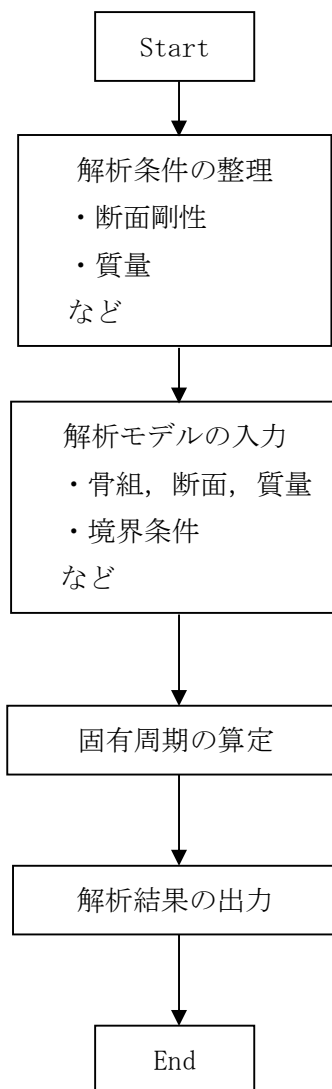 Start
解析条件の整理
・断面剛性
・質量
など
解析モデルの入力
・骨組，断面，質量
・境界条件
など
固有周期の算定
解析結果の出力
End